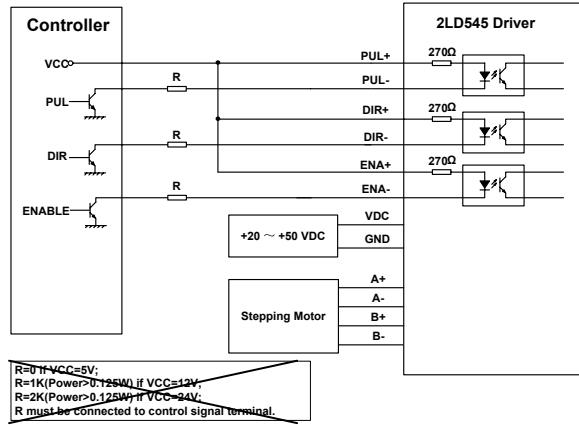 Controller
2LD545 Driver
VCC
PUL
DIR
ENABLE
R
R
R
PUL+
PUL-
DIR+
DIR-
ENA+
ENA-
270Ω
270Ω
270Ω
VDC
GND
+20 ～ +50 VDC
A+
A-
B+
B-
Stepping Motor
R=0 if VCC=5V;
R=1K(Power>0.125W) if VCC=12V;
R=2K(Power>0.125W) if VCC=24V;
R must be connected to control signal terminal.